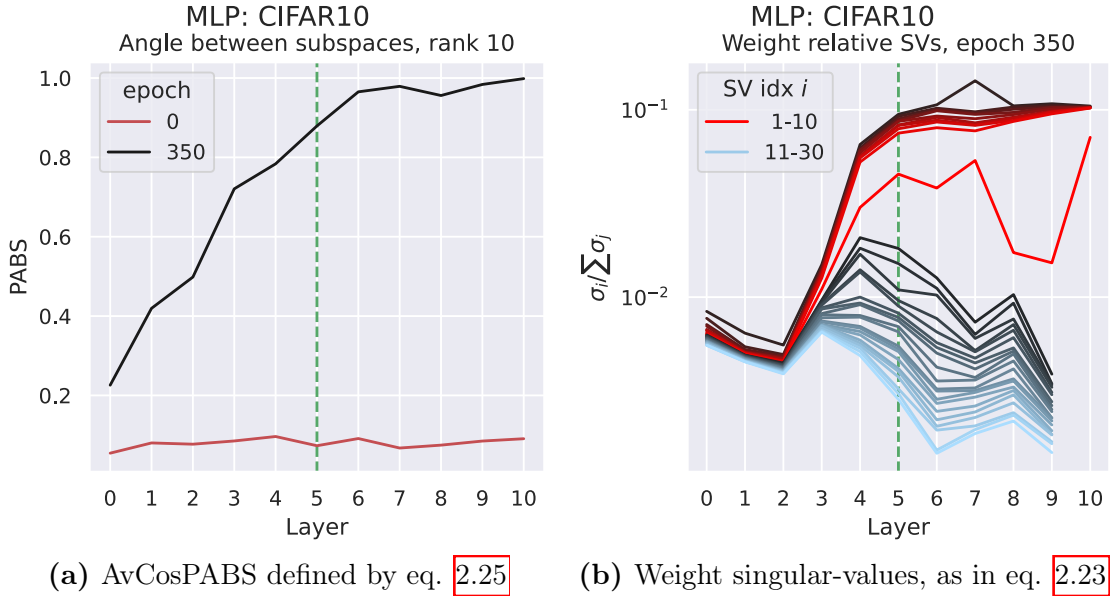 MLP: CIFAR10
Angle between subspaces, rank 10
epoch
0
350
1.0
0.8
0.6
0.4
0.2
PABS
0 1 2 3 4 5 6 7 8 9 10
Layer
(a) AvCosPABS defined by eq. 2.25
MLP: CIFAR10
Weight relative SVs, epoch 350
SV idx i
1-10
11-30
10⁻¹
10⁻²
σᵢ/∑σⱼ
0 1 2 3 4 5 6 7 8 9 10
Layer
(b) Weight singular-values, as in eq. 2.23